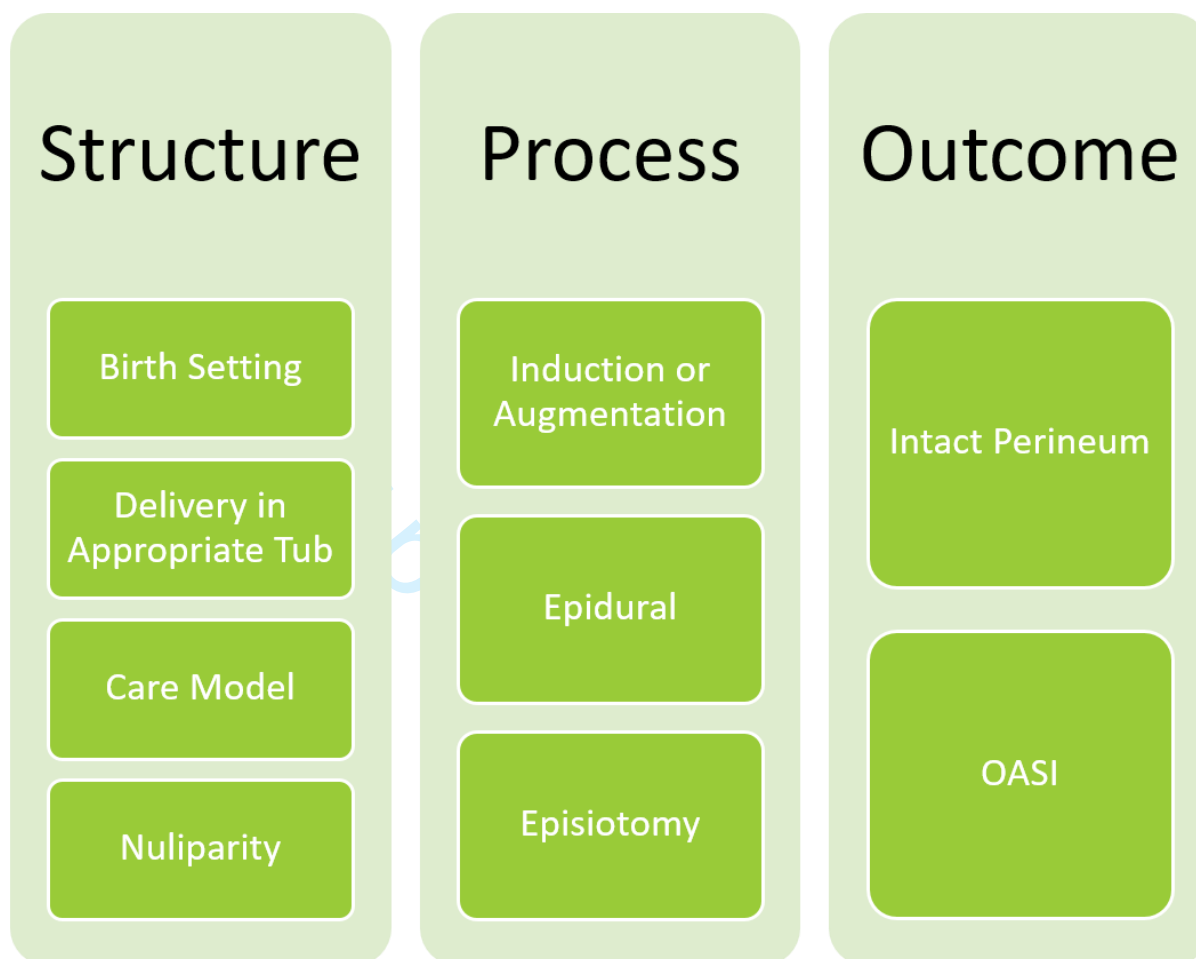 Structure
Birth Setting
Delivery in
Appropriate Tub
Care Model
Nuliparity
Process
Induction or
Augmentation
Epidural
Episiotomy
Outcome
Intact Perineum
OASI